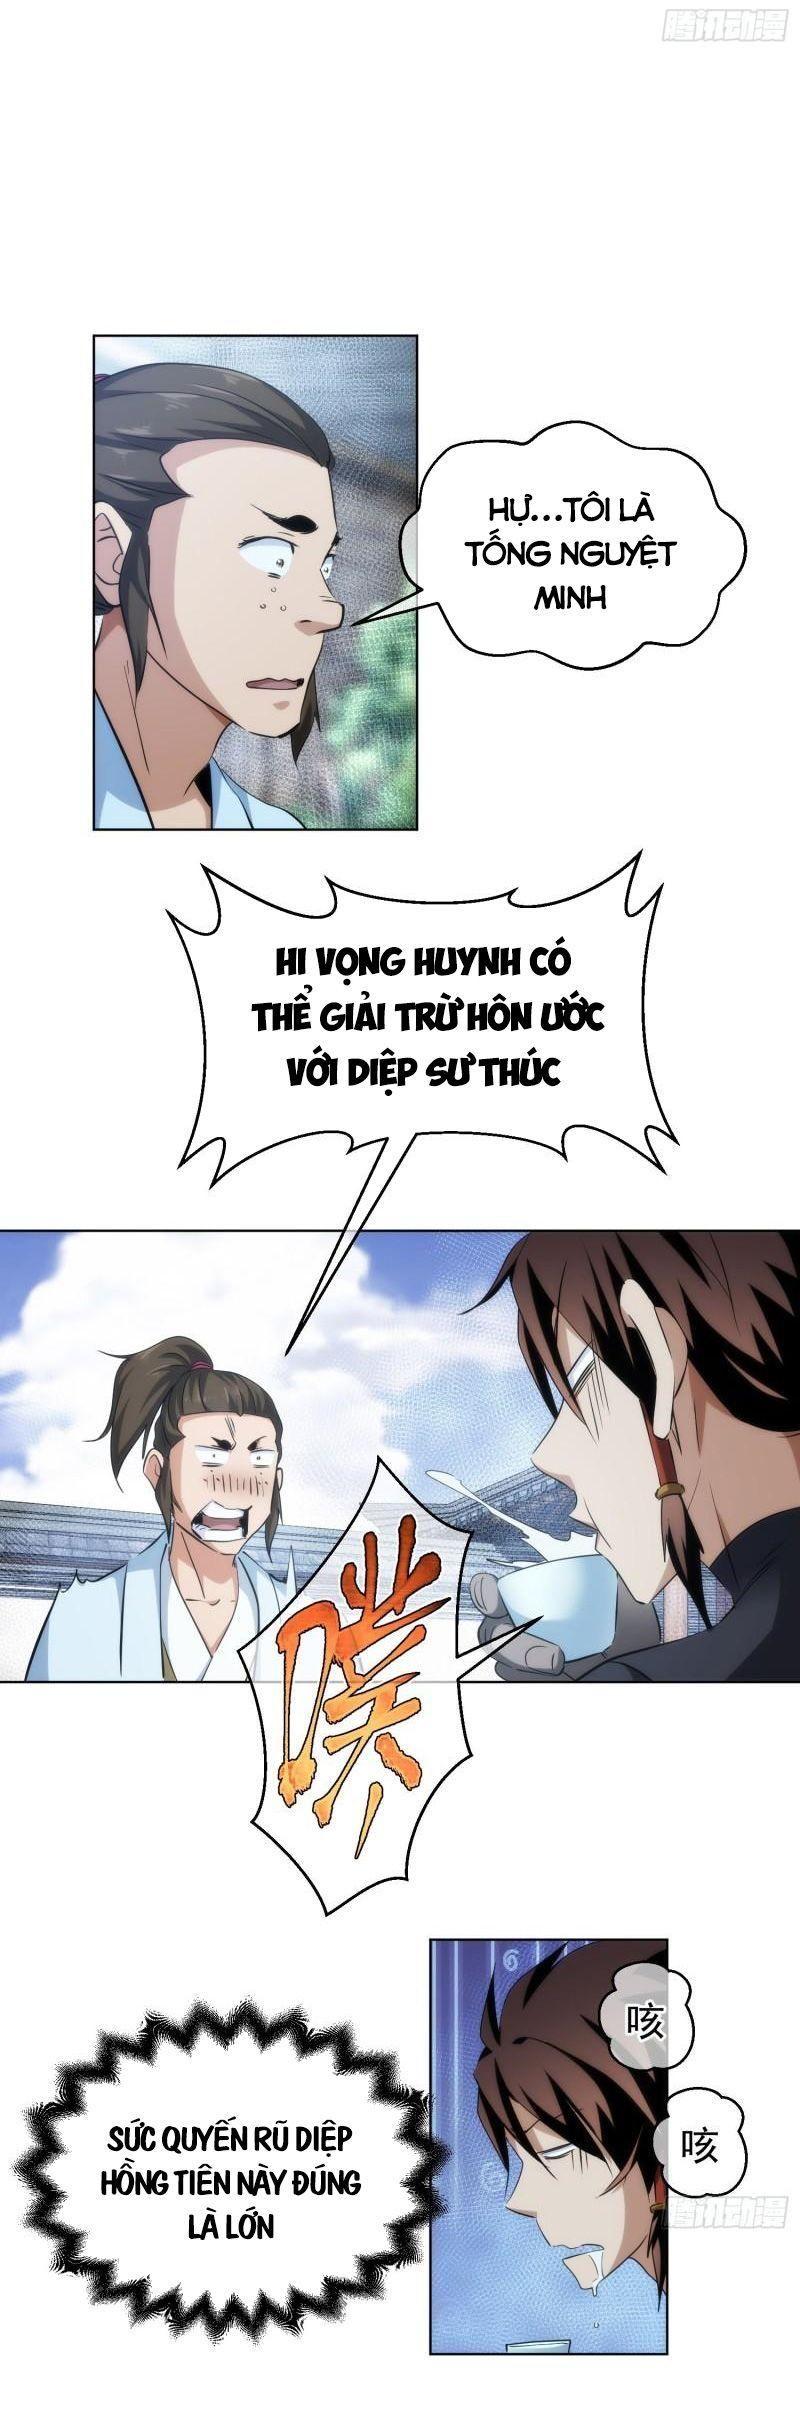 腾讯动漫
HỰ...TÔI LÀ
TỐNG NGUYỆT
MINH
HI VỌNG HUYNH CÓ
THỂ GIẢI TRỪ HÔN ƯỚC
VỚI DIỆP SƯ THÚC
噗
咳
咳
SỨC QUYẾN RŨ DIỆP
HỒNG TIÊN NÀY ĐÚNG
LÀ LỚN
腾讯动漫